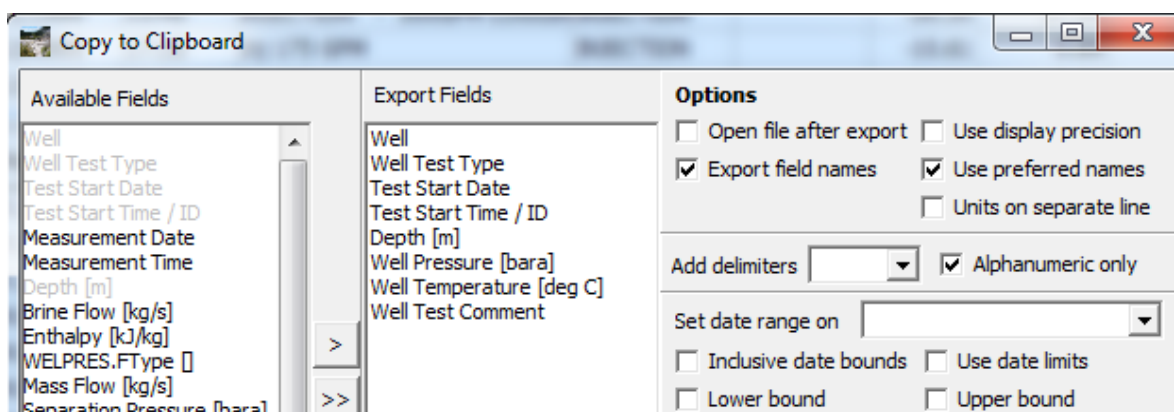 Copy to Clipboard
Available Fields
Well
Well Test Type
Test Start Date
Test Start Time / ID
Measurement Date
Measurement Time
Depth [m]
Brine Flow [kg/s]
Enthalpy [kJ/kg]
WELPRES.FType []
Mass Flow [kg/s]
Separation Pressure [bara]
>
>>
Export Fields
Well
Well Test Type
Test Start Date
Test Start Time / ID
Depth [m]
Well Pressure [bara]
Well Temperature [deg C]
Well Test Comment
Options
Open file after export Use display precision
Export field names Use preferred names
Units on separate line
Add delimiters Alphanumeric only
Set date range on
Inclusive date bounds Use date limits
Lower bound Upper bound